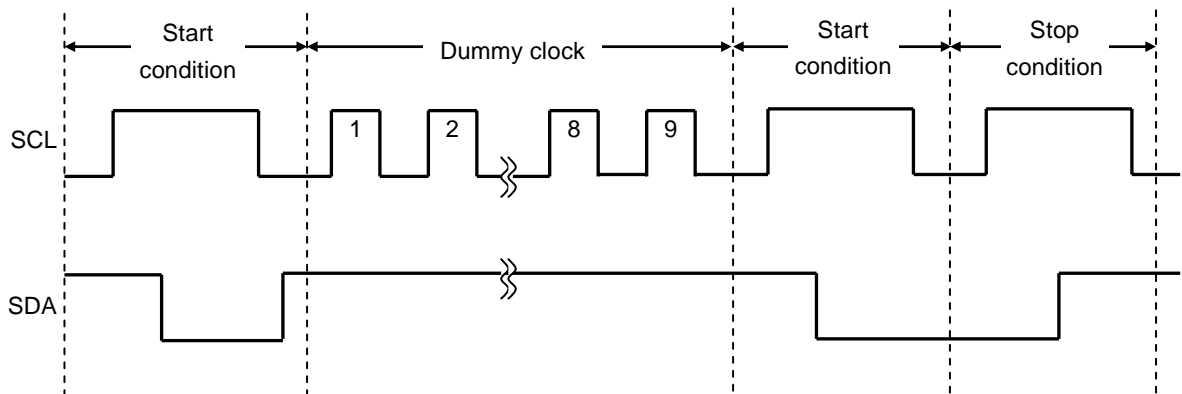 Start
condition
Dummy clock
Start
condition
Stop
condition
SCL
1
2
8
9
SDA